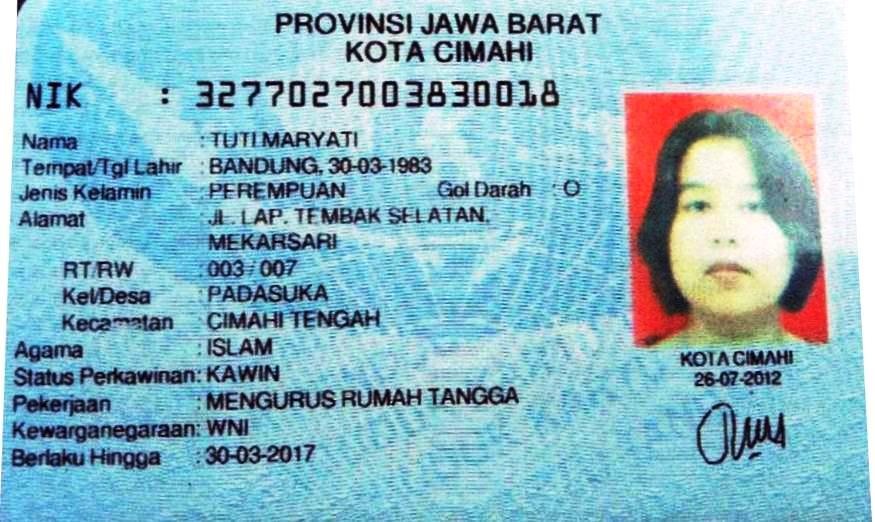 PROVINSI JAWA BARAT
KOTA CIMAHI
NIK : 3277027003830018
Nama : TUTI MARYATI
Tempat/Tgl Lahir : BANDUNG, 30-03-1983
Jenis Kelamin : PEREMPUAN Gol Darah : O
Alamat : JL. LAP. TEMBAK SELATAN.
MEKARSARI
RT/RW : 003 / 007
Kel/Desa : PADASUKA
Kecamatan : CIMAHI TENGAH
Agama : ISLAM
Status Perkawinan: KAWIN
Pekerjaan : MENGURUS RUMAH TANGGA
Kewarganegaraan: WNI
Berlaku Hingga : 30-03-2017
KOTA CIMAHI
26-07-2012